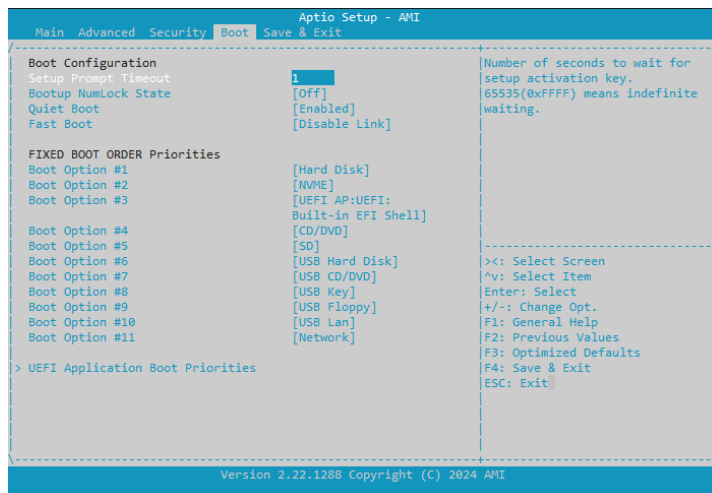 Aptio Setup - AMI
Main Advanced Security Boot Save & Exit
Boot Configuration
Setup Prompt Timeout 1
Bootup NumLock State [Off]
Quiet Boot [Enabled]
Fast Boot [Disable Link]
FIXED BOOT ORDER Priorities
Boot Option #1 [Hard Disk]
Boot Option #2 [NVME]
Boot Option #3 [UEFI AP:UEFI:
Built-in EFI Shell]
Boot Option #4 [CD/DVD]
Boot Option #5 [SD]
Boot Option #6 [USB Hard Disk]
Boot Option #7 [USB CD/DVD]
Boot Option #8 [USB Key]
Boot Option #9 [USB Floppy]
Boot Option #10 [USB Lan]
Boot Option #11 [Network]
> UEFI Application Boot Priorities
Number of seconds to wait for
setup activation key.
65535(0xFFFF) means indefinite
waiting.
><: Select Screen
^v: Select Item
Enter: Select
+/-: Change Opt.
F1: General Help
F2: Previous Values
F3: Optimized Defaults
F4: Save & Exit
ESC: Exit
Version 2.22.1288 Copyright (C) 2024 AMI